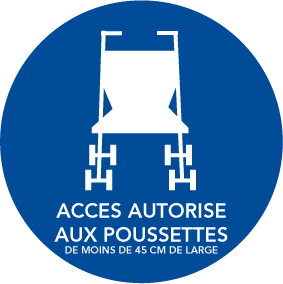 ACCES AUTORISE
AUX POUSSETTES
DE MOINS DE 45 CM DE LARGE